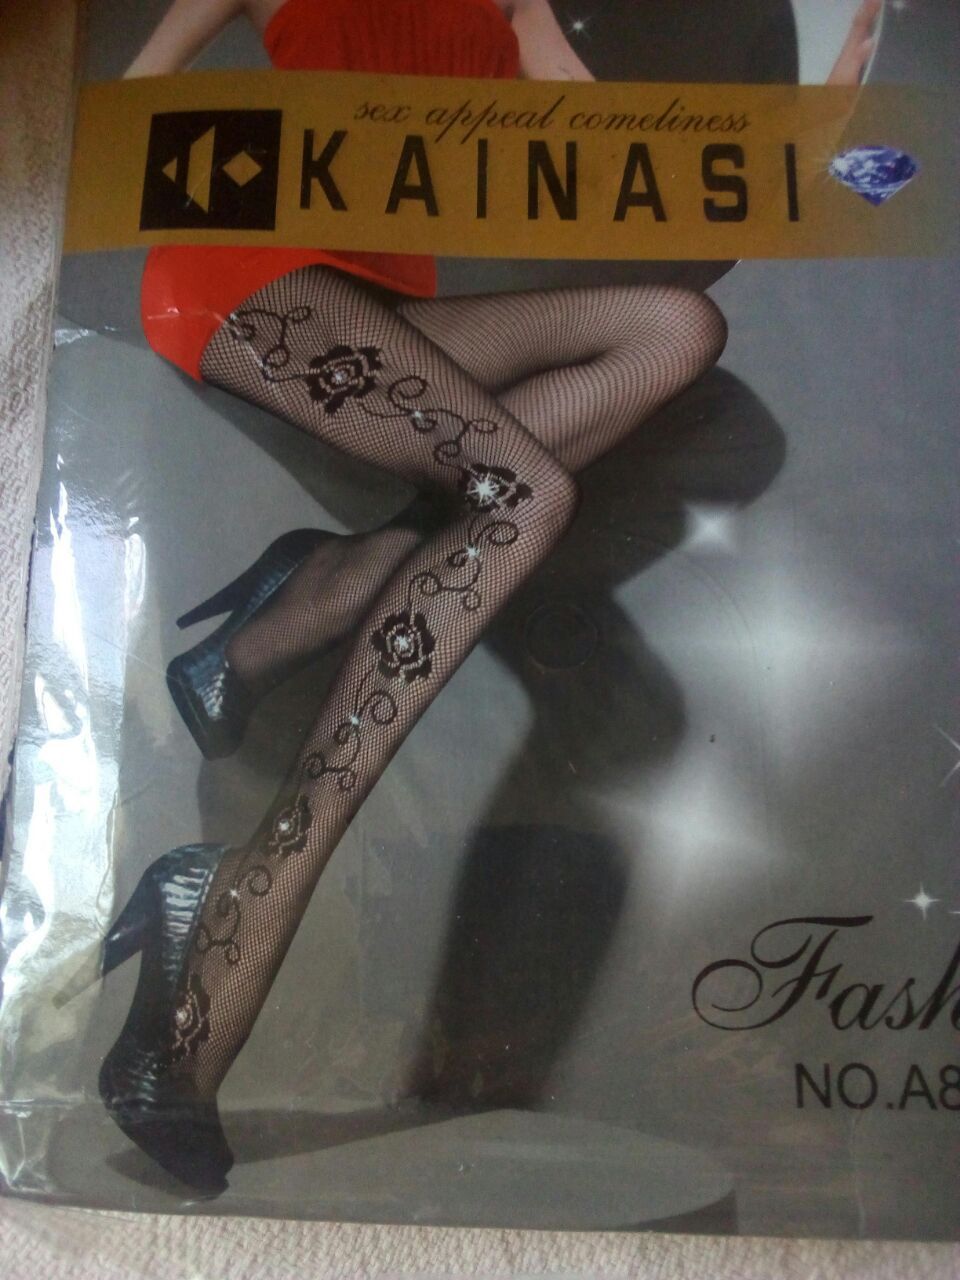 sex appeal comeliness
KAINASI
Fash
NO.A8